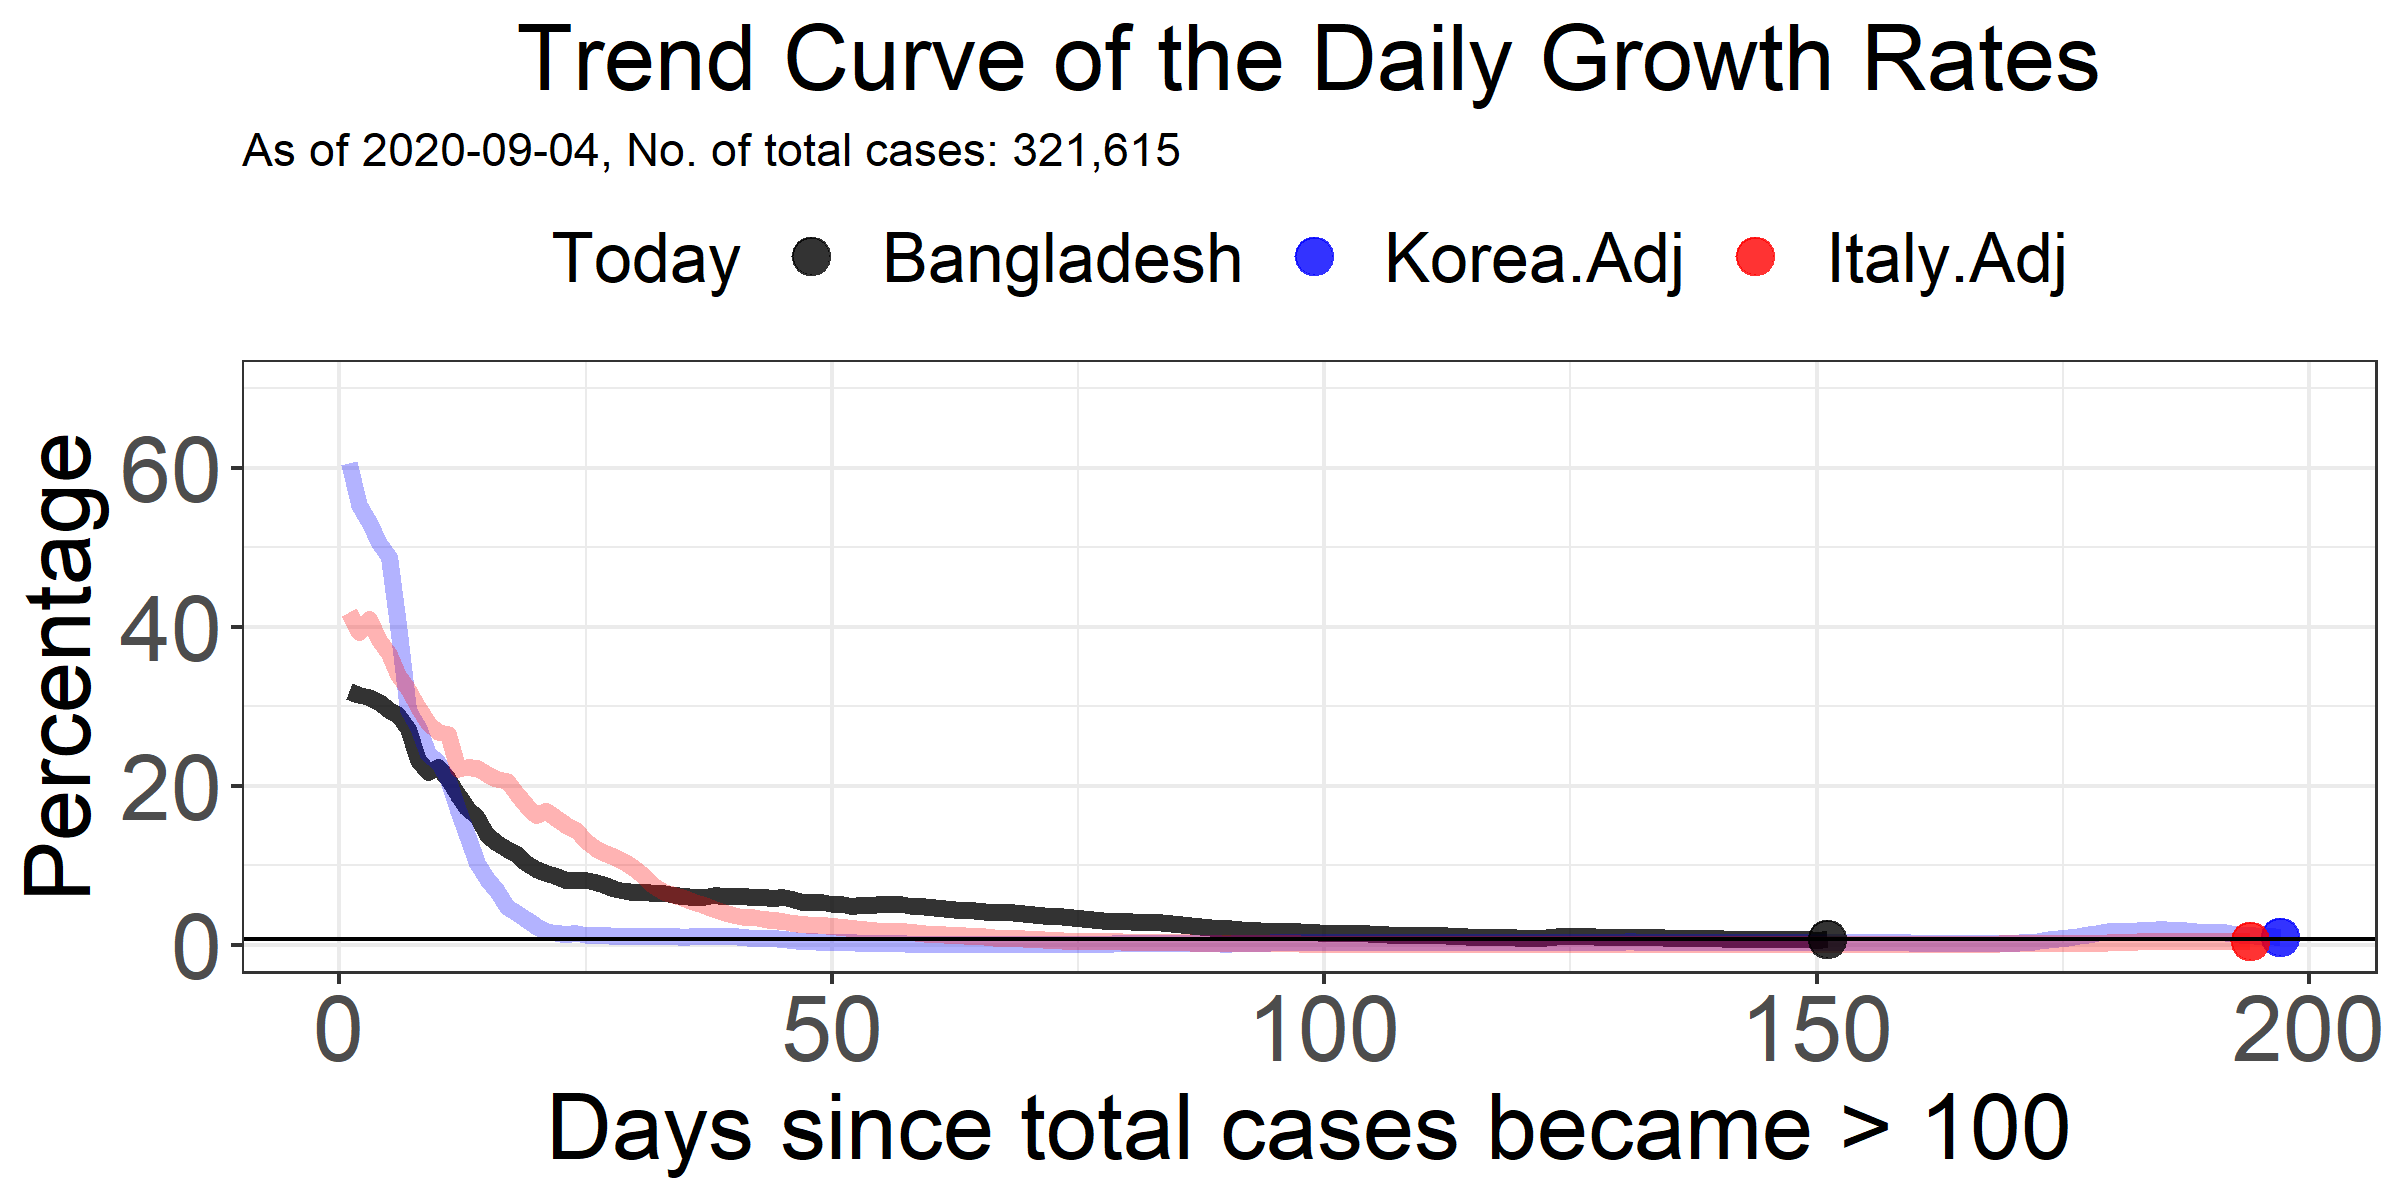 Trend Curve of the Daily Growth Rates
As of 2020-09-04, No. of total cases: 321,615
Today Bangladesh Korea.Adj Italy.Adj
Percentage
60
40
20
0
0 50 100 150 200
Days since total cases became > 100